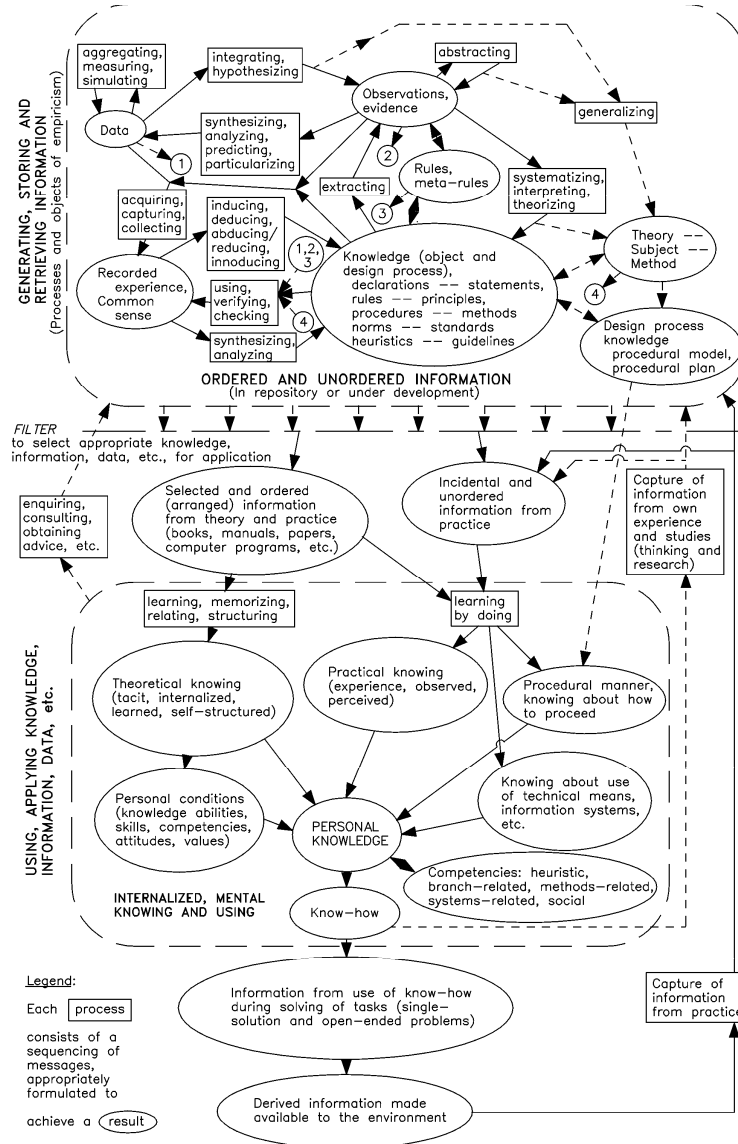 GENERATING, STORING AND
RETRIEVING INFORMATION
(Processes and objects of empiricism)
aggregating,
measuring,
simulating
integrating,
hypothesizing
abstracting
Observations,
evidence
generalizing
Data
synthesizing,
analyzing,
predicting,
particularizing
1
2
Rules,
meta-rules
extracting
systematizing,
interpreting,
theorizing
3
acquiring,
capturing,
collecting
inducing,
deducing,
abducing/
reducing,
innoducing
1,2,
3
Knowledge (object and
design process),
declarations -- statements,
rules -- principles,
procedures -- methods
norms -- standards
heuristics -- guidelines
Theory --
Subject --
Method
4
Recorded
experience,
Common
sense
using,
verifying,
checking
4
synthesizing,
analyzing
Design process
knowledge
procedural model,
procedural plan
ORDERED AND UNORDERED INFORMATION
(In repository or under development)
FILTER
to select appropriate knowledge,
information, data, etc., for application
enquiring,
consulting,
obtaining
advice, etc.
Selected and ordered
(arranged) information
from theory and practice
(books, manuals, papers,
computer programs, etc.)
Incidental and
unordered
information from
practice
Capture of
information
from own
experience
and studies
(thinking and
research)
USING, APPLYING KNOWLEDGE,
INFORMATION, DATA, etc.
learning, memorizing,
relating, structuring
learning
by doing
Theoretical knowing
(tacit, internalized,
learned, self-structured)
Practical knowing
(experience, observed,
perceived)
Procedural manner,
knowing about how
to proceed
Personal conditions
(knowledge abilities,
skills, competencies,
attitudes, values)
PERSONAL
KNOWLEDGE
Knowing about use
of technical means,
information systems,
etc.
Competencies: heuristic,
branch-related, methods-related,
systems-related, social
INTERNALIZED, MENTAL
KNOWING AND USING
Know-how
Legend:
Each process
consists of a
sequencing of
messages,
appropriately
formulated to
achieve a result
Information from use of know-how
during solving of tasks (single-
solution and open-ended problems)
Capture of
information
from practice
Derived information made
available to the environment